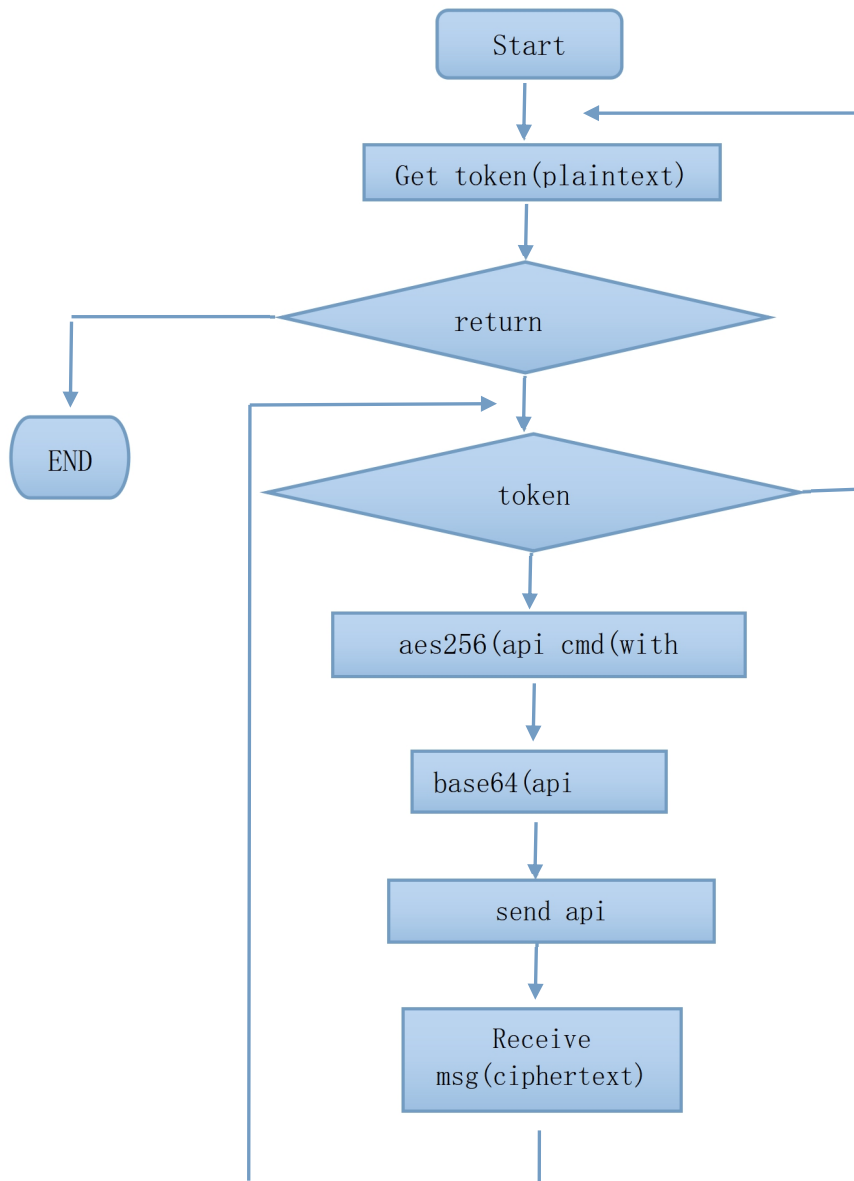 Start
Get token(plaintext)
return
END
token
aes256(api cmd(with
base64(api
send api
Receive
msg(ciphertext)